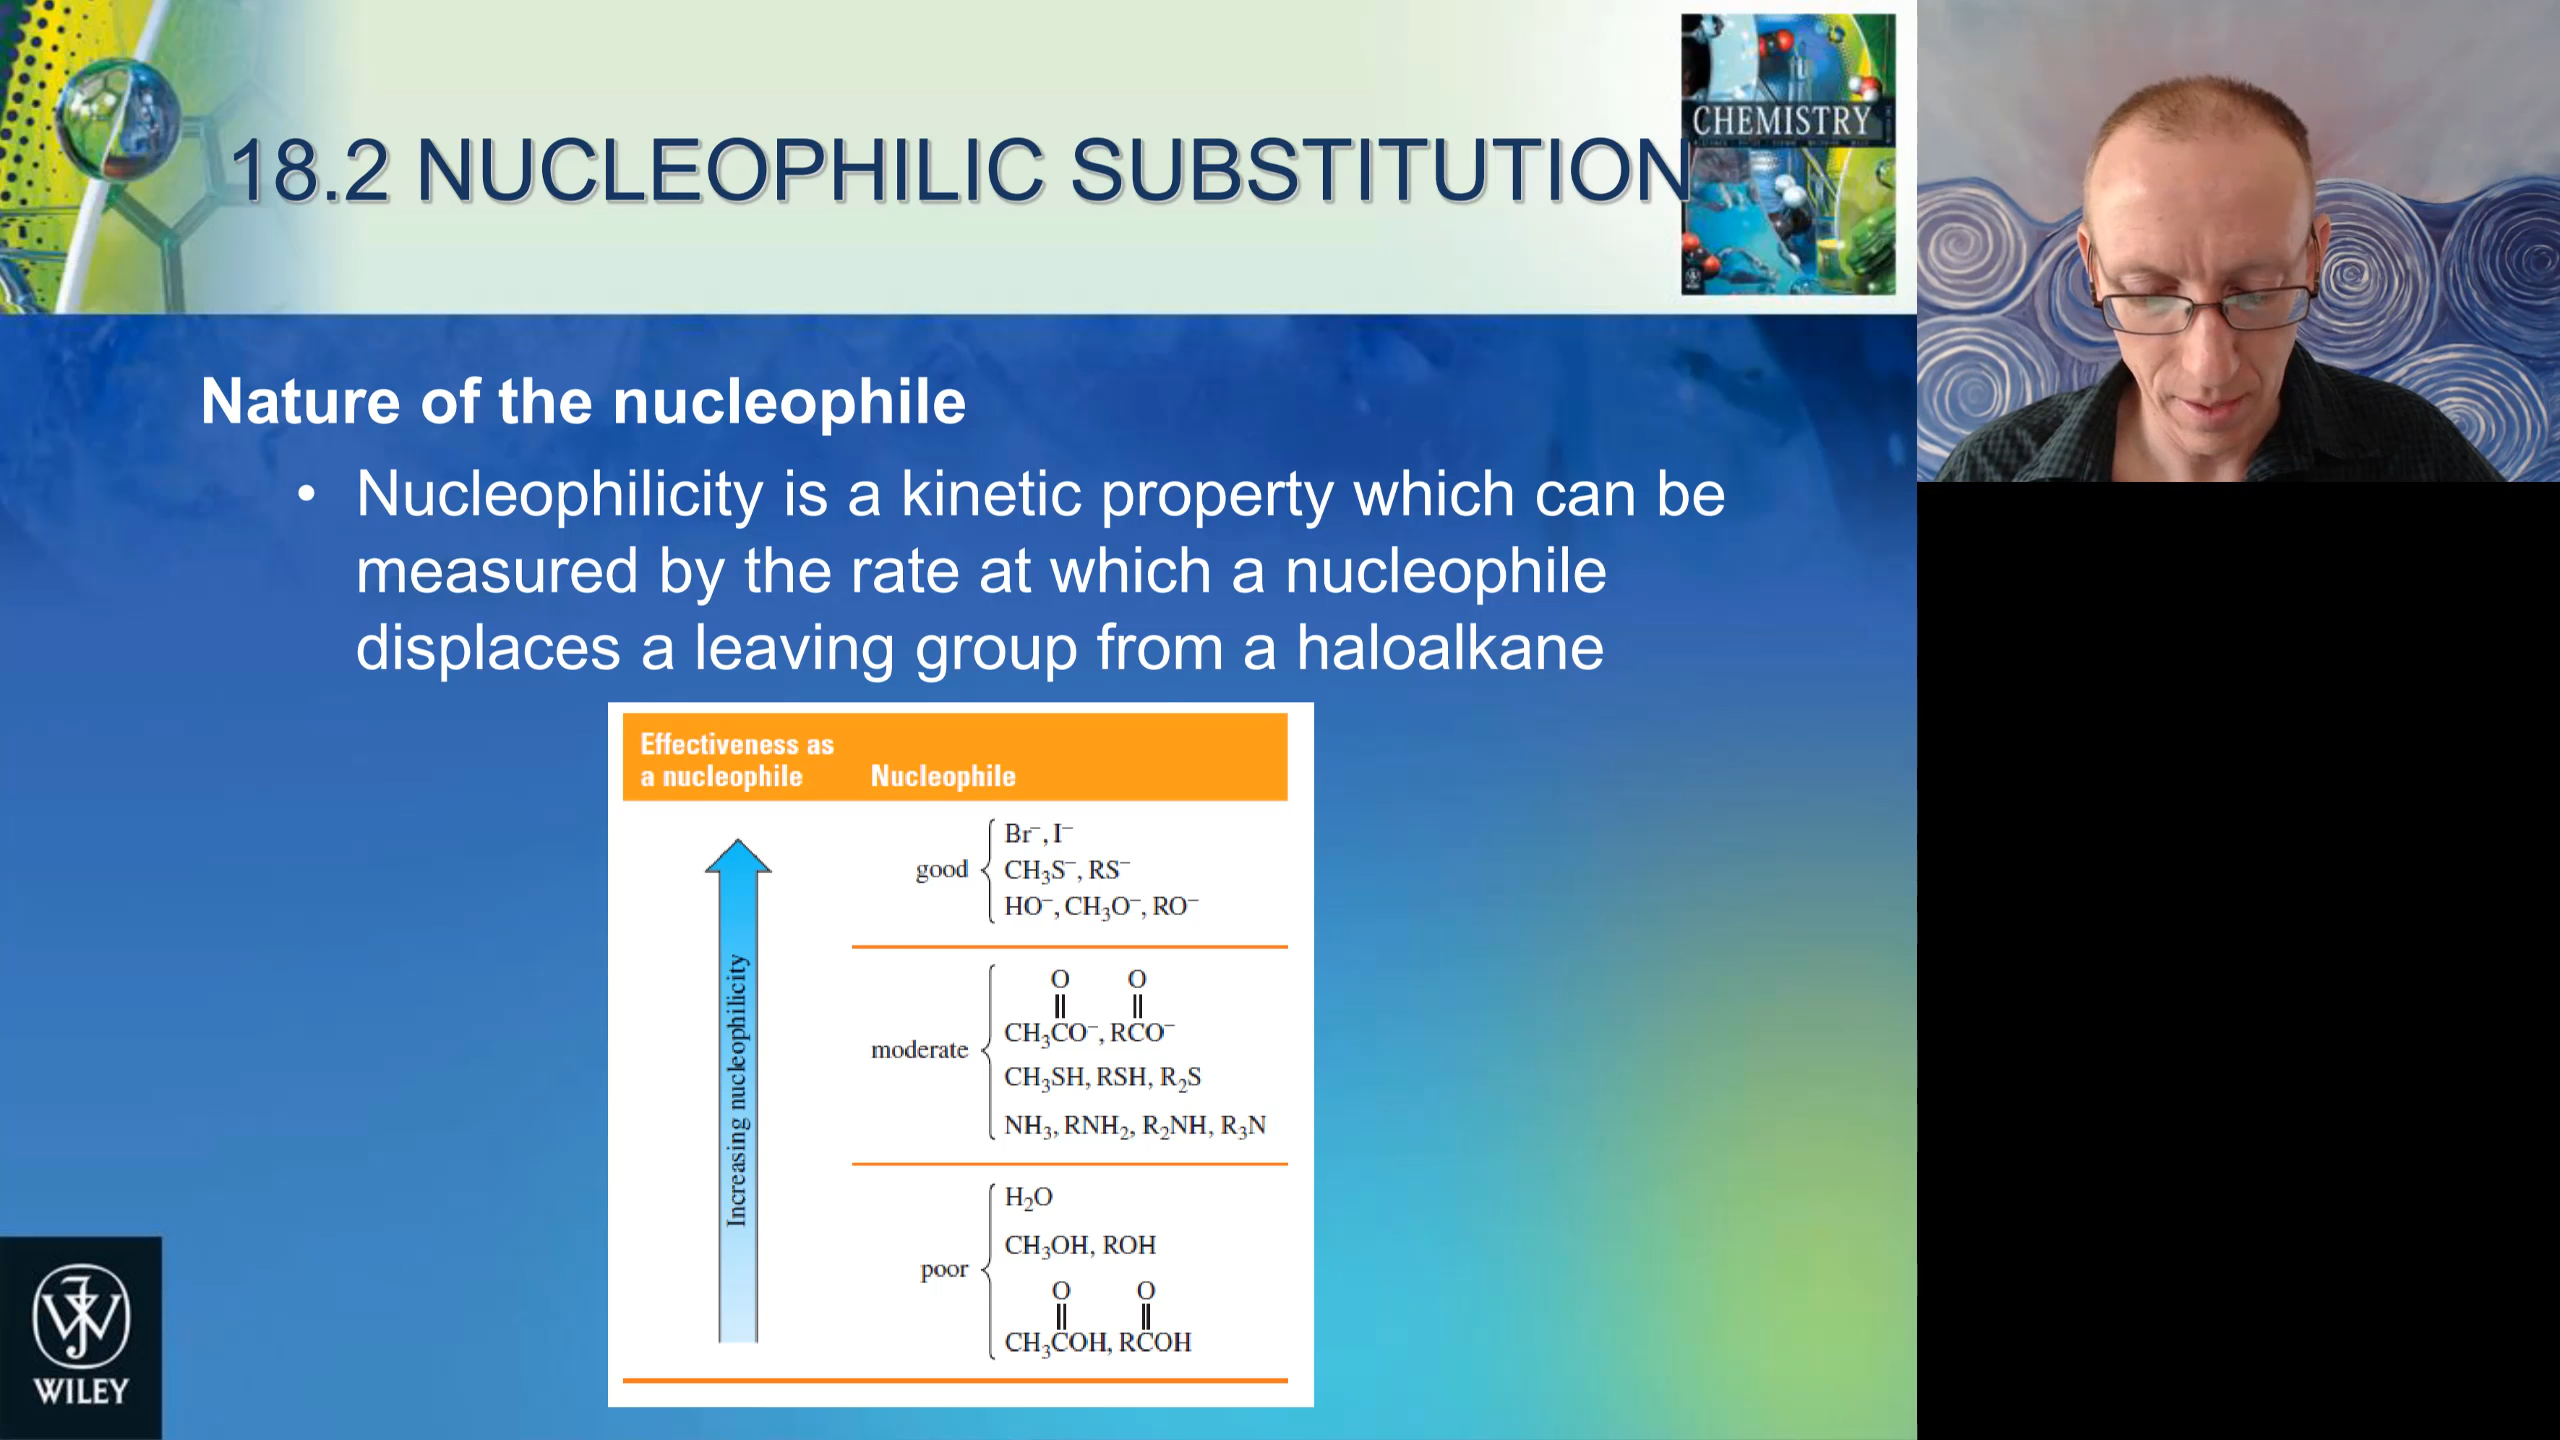 18.2 NUCLEOPHILIC SUBSTITUTION
CHEMISTRY
Nature of the nucleophile
• Nucleophilicity is a kinetic property which can be
measured by the rate at which a nucleophile
displaces a leaving group from a haloalkane
Effectiveness as
a nucleophile
Nucleophile
Increasing nucleophilicity
good
Br⁻, I⁻
CH₃S⁻, RS⁻
HO⁻, CH₃O⁻, RO⁻
moderate
O O
CH₃CO⁻, RCO⁻
CH₃SH, RSH, R₂S
NH₃, RNH₂, R₂NH, R₃N
poor
H₂O
CH₃OH, ROH
O O
CH₃COH, RCOH
WILEY